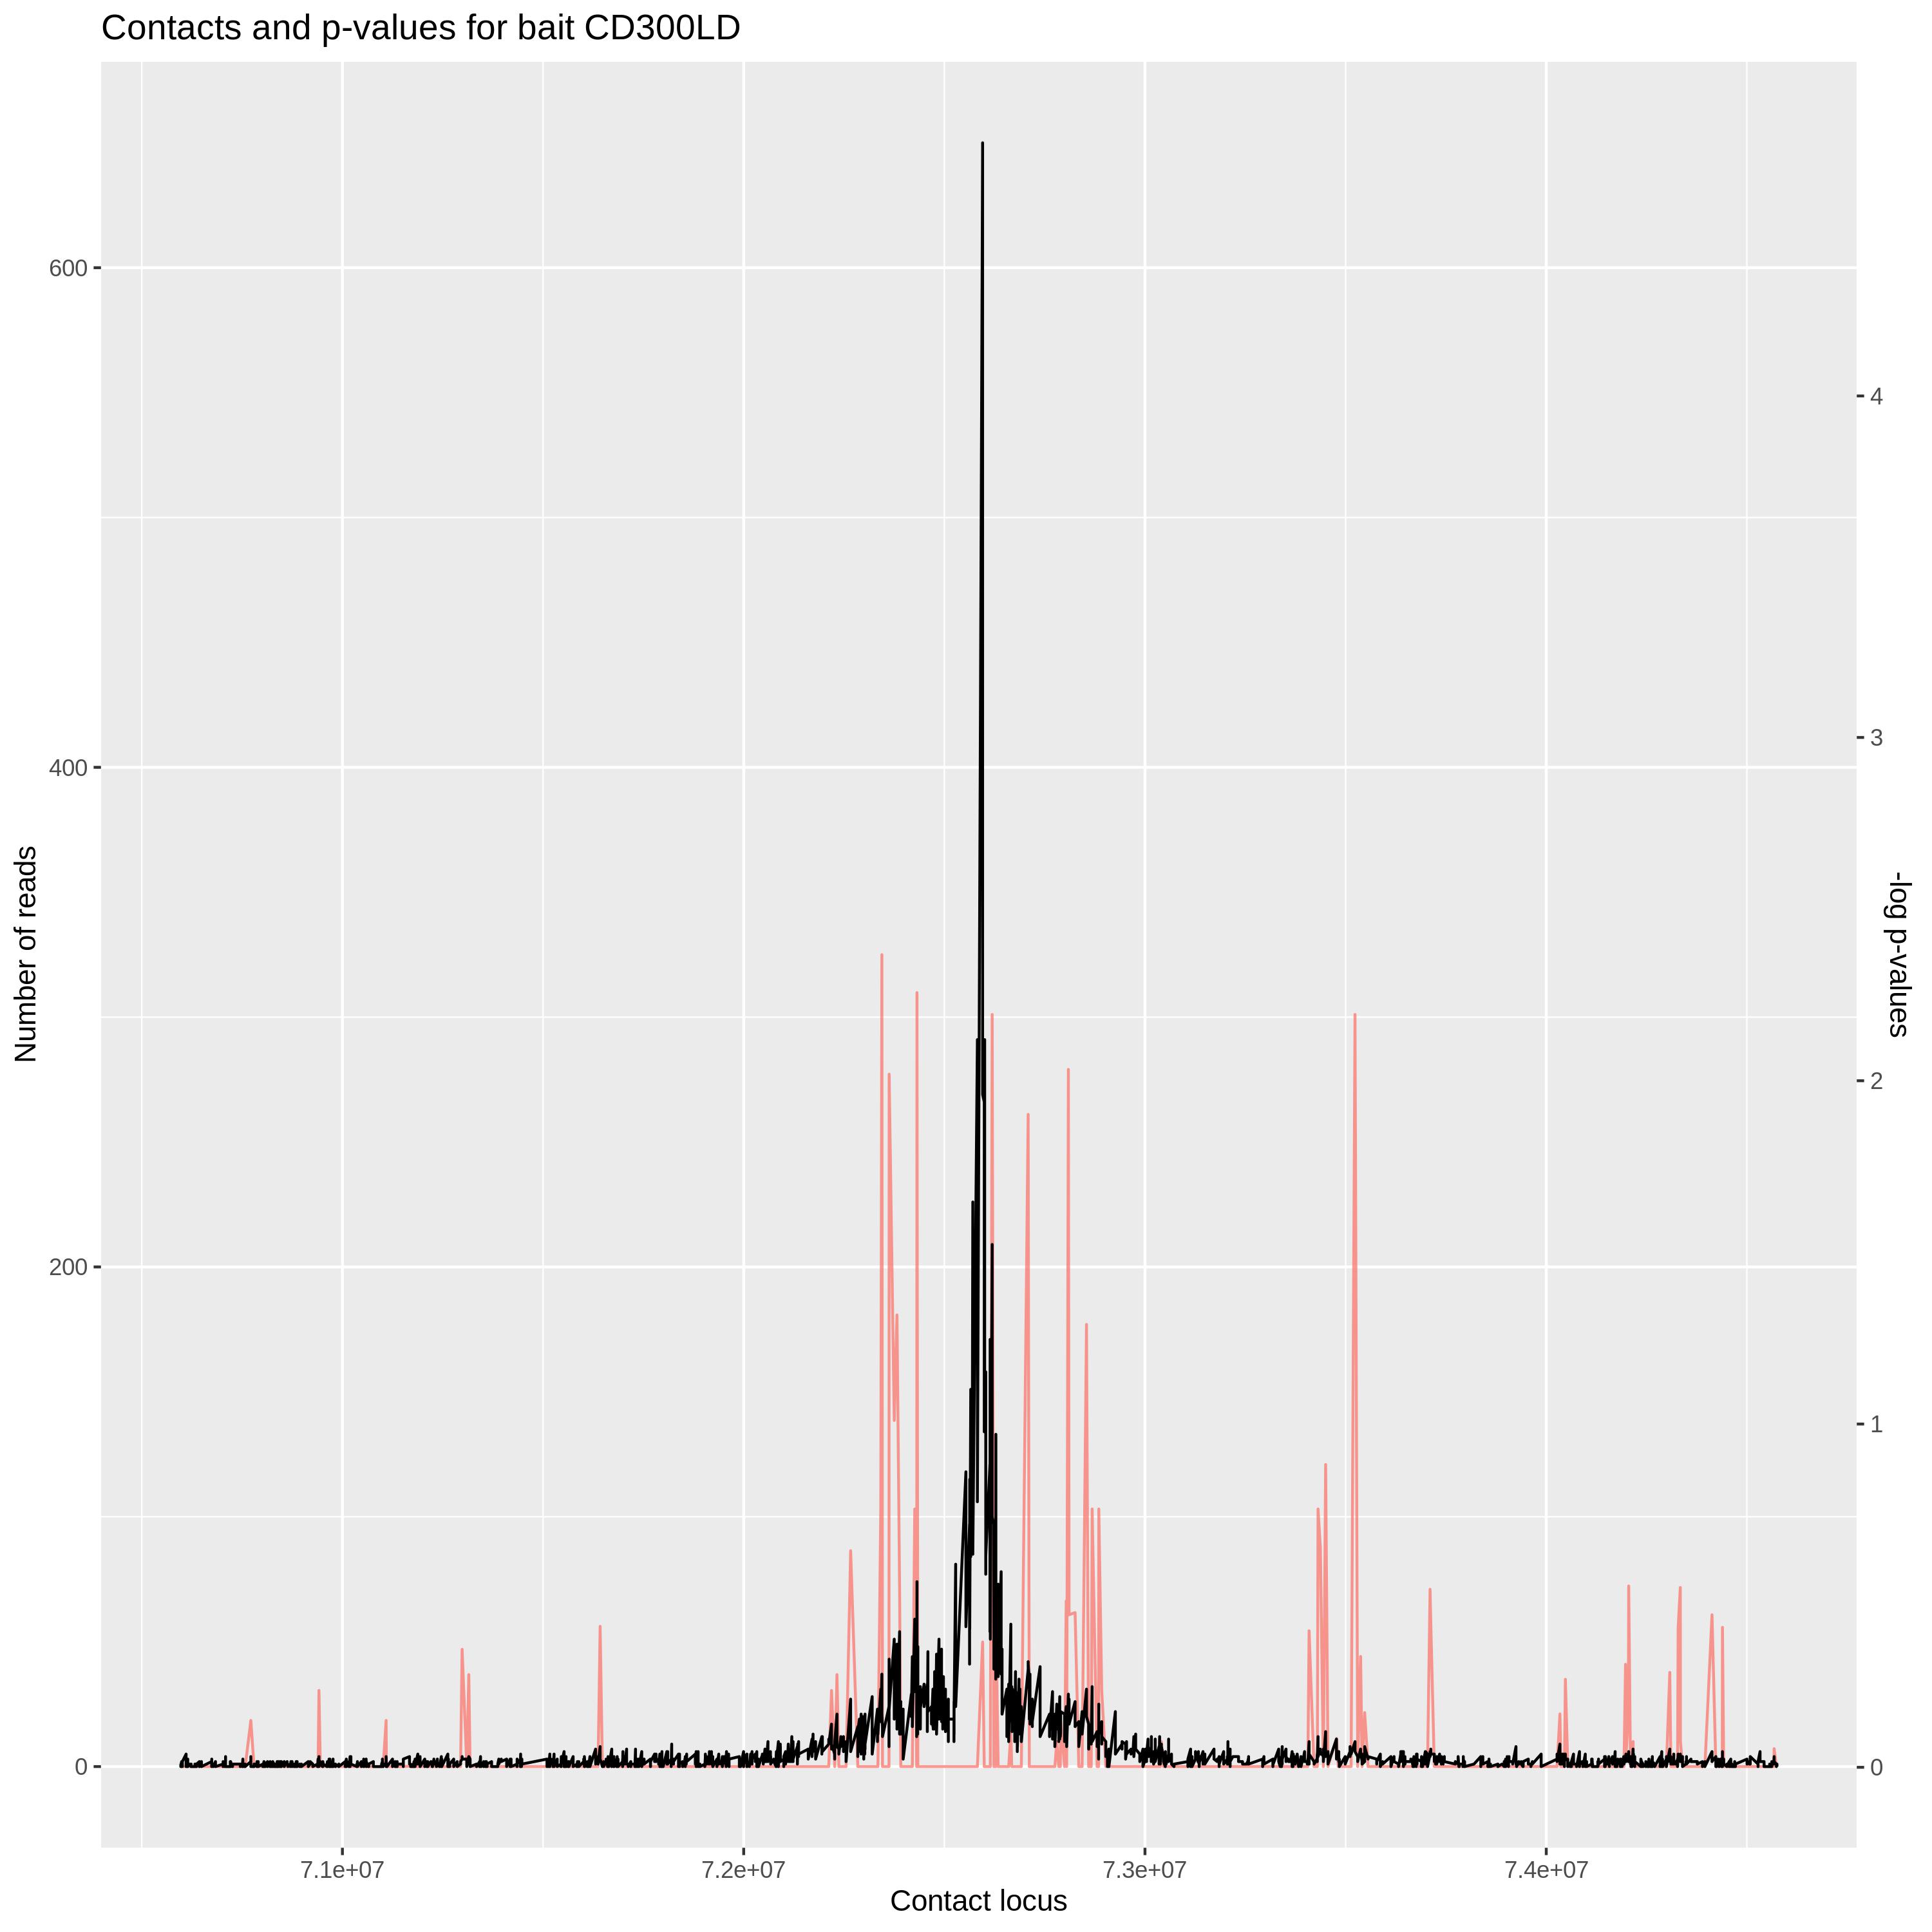 Contacts and p-values for bait CD300LD
600
400
200
0
Number of reads
4
3
2
1
0
-log p-values
7.1e+07
7.2e+07
7.3e+07
7.4e+07
Contact locus